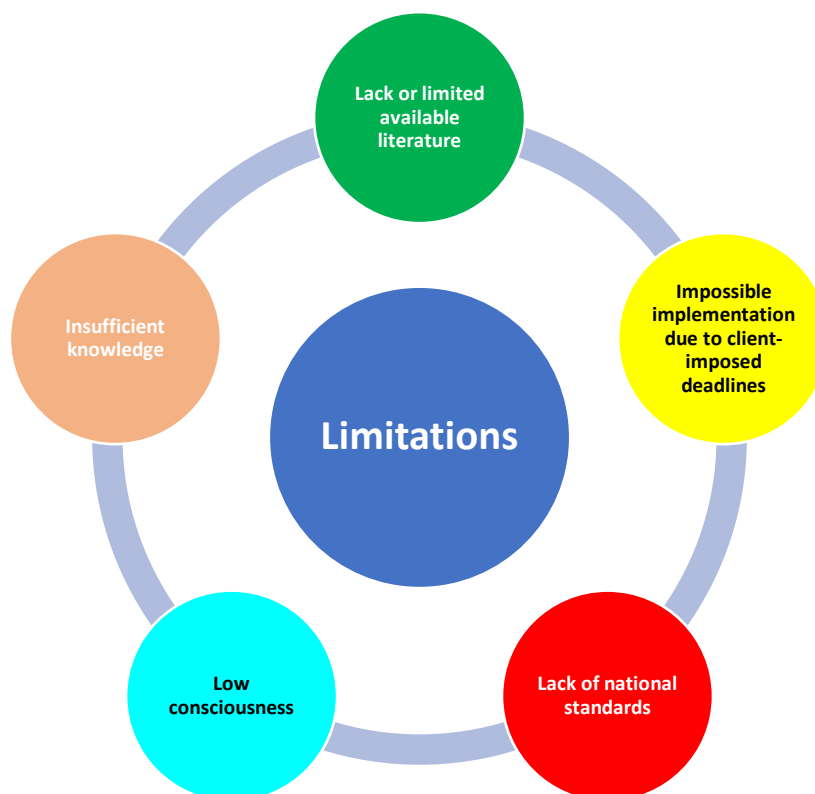 Lack or limited
available
literature
Impossible
implementation
due to client-
imposed
deadlines
Insufficient
knowledge
Limitations
Low
consciousness
Lack of national
standards